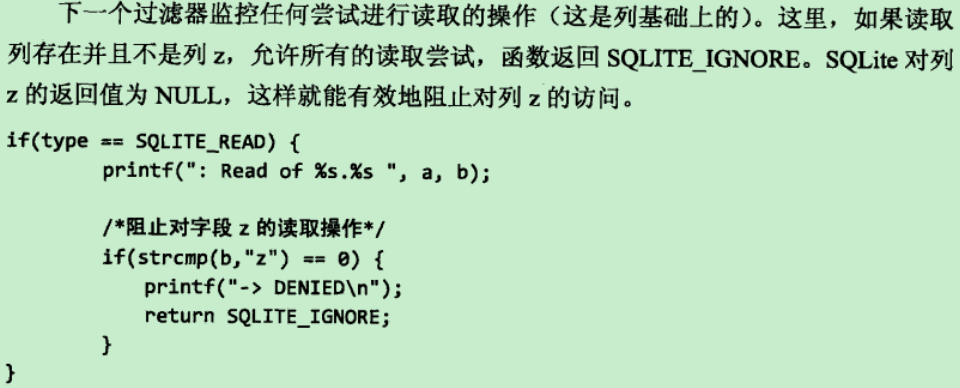 下一个过滤器监控任何尝试进行读取的操作（这是列基础上的）。这里，如果读取
列存在并且不是列 z，允许所有的读取尝试，函数返回 SQLITE_IGNORE。SQLite 对列
z 的返回值为 NULL，这样就能有效地阻止对列 z 的访问。
if(type == SQLITE_READ) {
printf(": Read of %s.%s ", a, b);
/*阻止对字段 z 的读取操作*/
if(strcmp(b,"z") == 0) {
printf("-> DENIED\n");
return SQLITE_IGNORE;
}
}